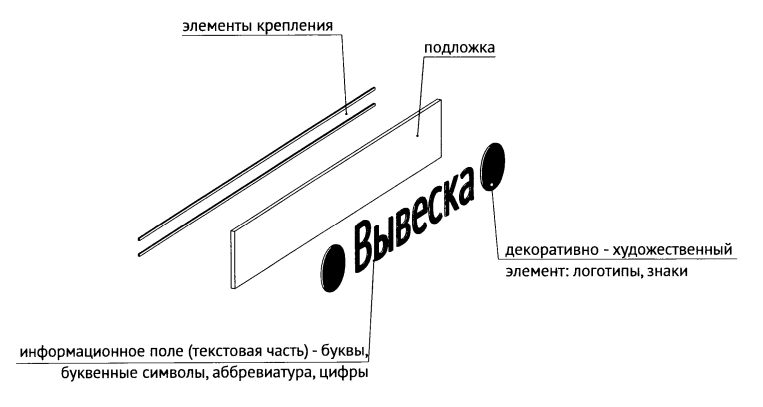 элементы крепления
подложка
Вывеска
декоративно - художественный
элемент: логотипы, знаки
информационное поле (текстовая часть) - буквы,
буквенные символы, аббревиатура, цифры